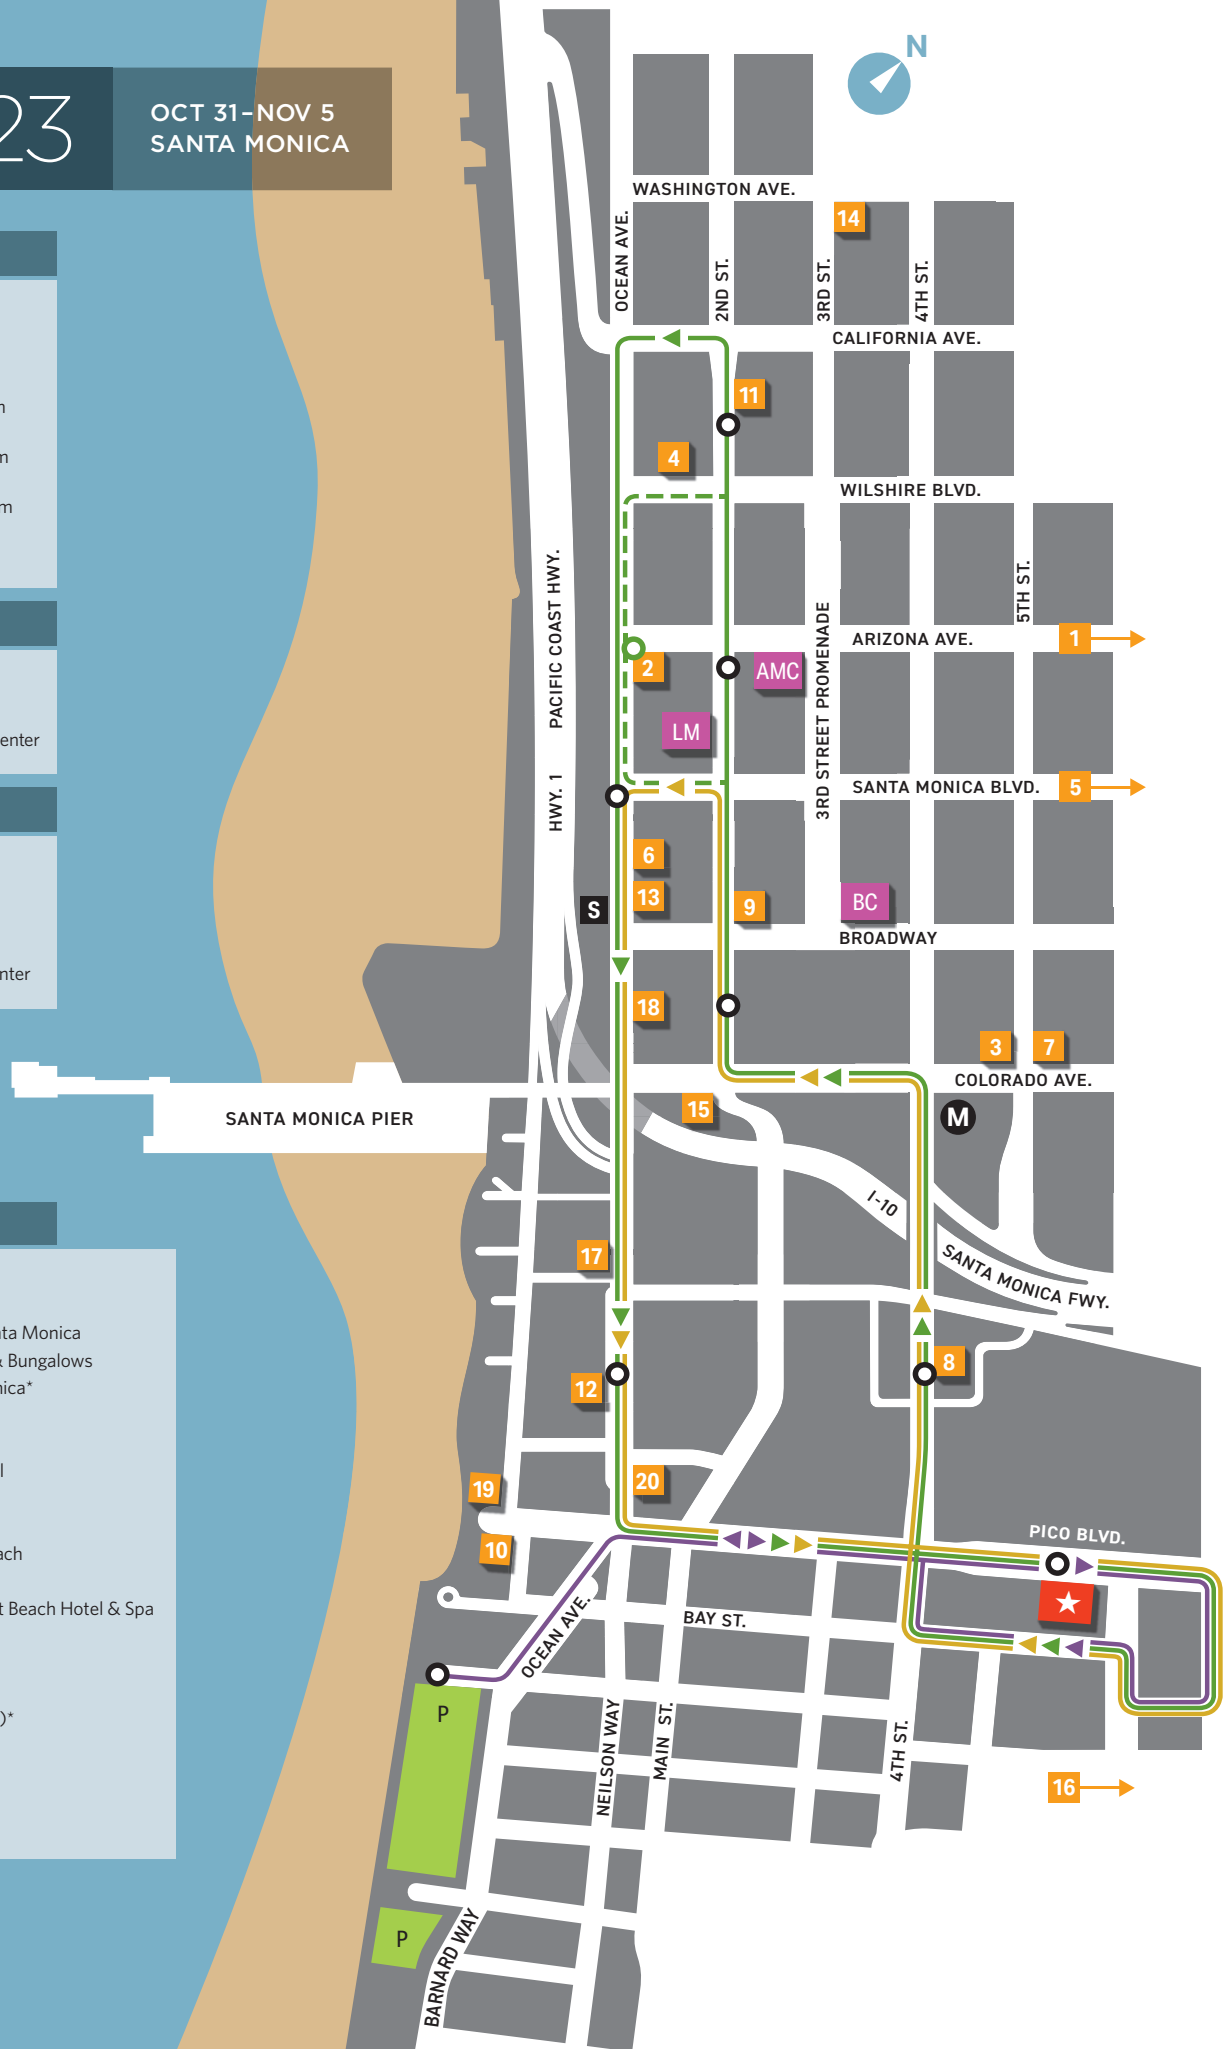 23
OCT 31–NOV 5
SANTA MONICA
N
WASHINGTON AVE.
14
OCEAN AVE.
2ND ST.
3RD ST.
4TH ST.
CALIFORNIA AVE.
11
4
WILSHIRE BLVD.
PACIFIC COAST HWY.
HWY. 1
5TH ST.
ARIZONA AVE.
1
2
AMC
LM
3RD STREET PROMENADE
SANTA MONICA BLVD.
5
6
13
S
9
BC
BROADWAY
18
3
7
COLORADO AVE.
15
M
SANTA MONICA PIER
I-10
SANTA MONICA FWY.
17
8
12
20
19
10
PICO BLVD.
BAY ST.
OCEAN AVE.
P
NEILSON WAY
MAIN ST.
4TH ST.
16
P
BARNARD WAY
m
m
enter
nter
ta Monica
& Bungalows
nica*
l
ach
t Beach Hotel & Spa
)*